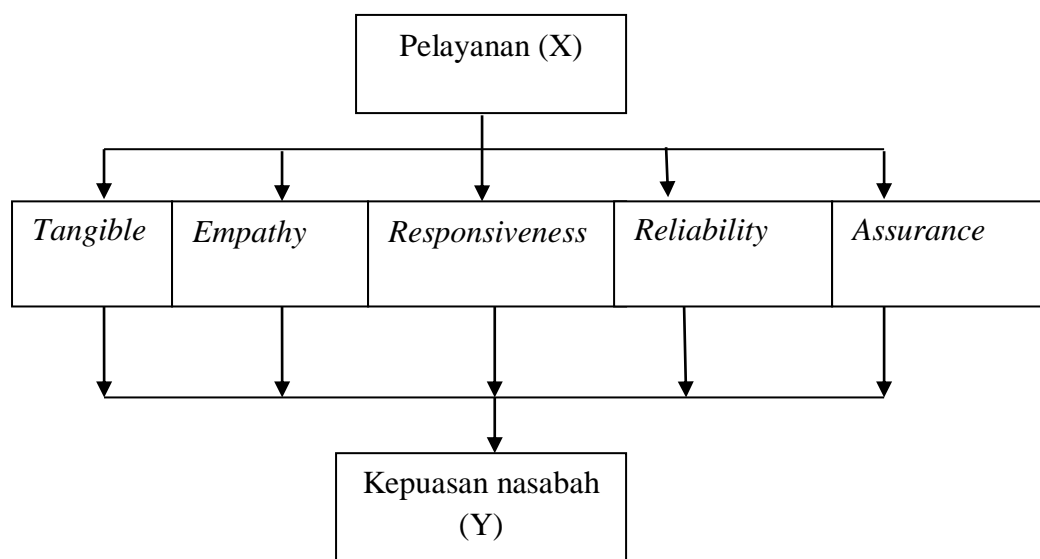 Pelayanan (X)
Tangible
Empathy
Responsiveness
Reliability
Assurance
Kepuasan nasabah
(Y)